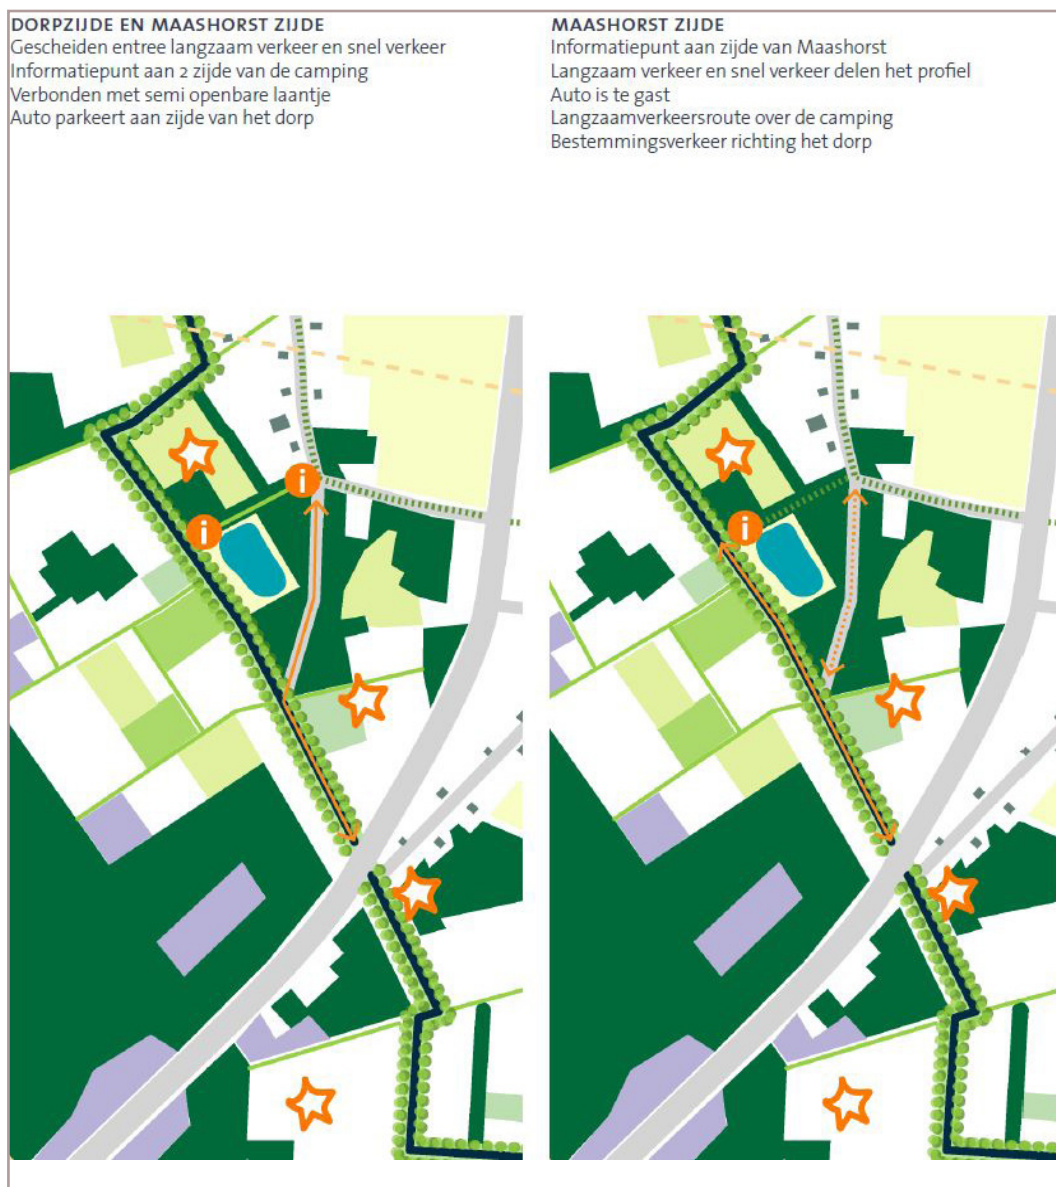 DORPZIJDE EN MAASHORST ZIJDE
Gescheiden entree langzaam verkeer en snel verkeer
Informatiepunt aan 2 zijde van de camping
Verbonden met semi openbare laantje
Auto parkeert aan zijde van het dorp
MAASHORST ZIJDE
Informatiepunt aan zijde van Maashorst
Langzaam verkeer en snel verkeer delen het profiel
Auto is te gast
Langzaamverkeersroute over de camping
Bestemmingsverkeer richting het dorp
i
i
i